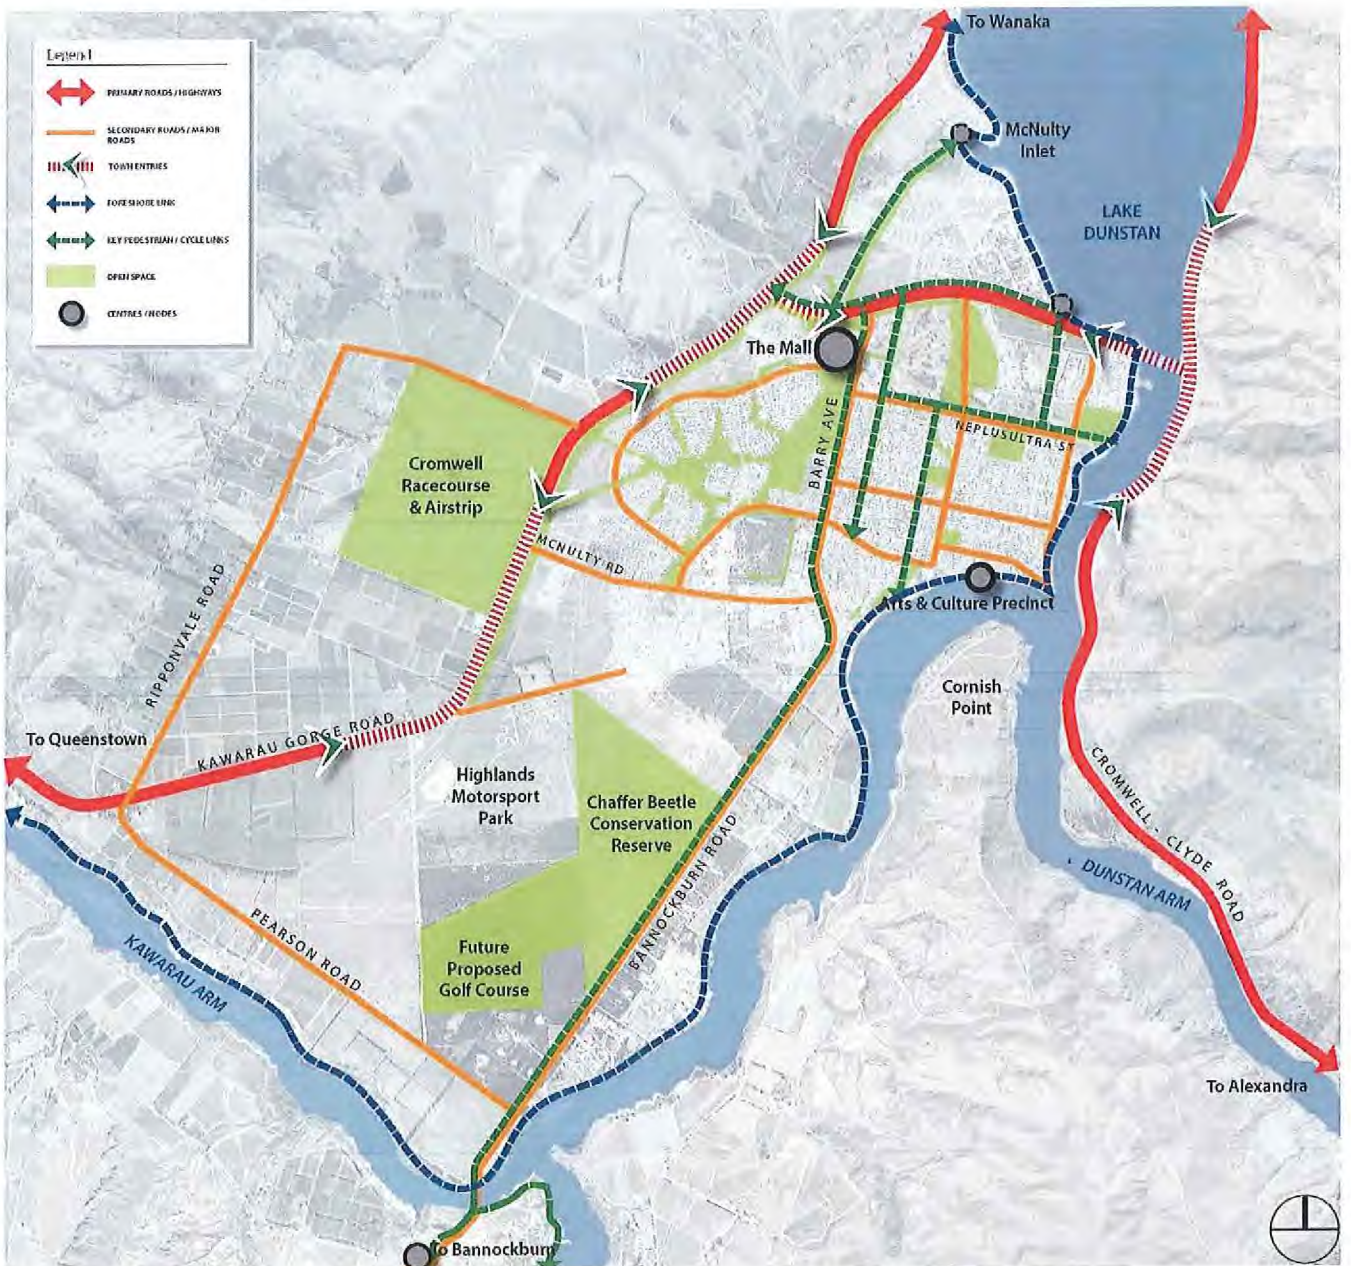 Legend
PRIMARY ROADS / HIGHWAYS
SECONDARY ROADS / MAJOR
ROADS
TOWN ENTRIES
FORESHORE LINK
KEY PEDESTRIAN / CYCLE LINKS
OPEN SPACE
CENTRES / NODES
To Wanaka
McNulty
Inlet
LAKE
DUNSTAN
The Mall
BARRY AVE
NEPLUSULTRA ST
Cromwell
Racecourse
& Airstrip
MCNULTY RD
RIPPONVALE ROAD
Arts & Culture Precinct
Cornish
Point
To Queenstown
KAWARAU GORGE ROAD
Highlands
Motorsport
Park
Chaffer Beetle
Conservation
Reserve
CROMWELL - CLYDE ROAD
DUNSTAN ARM
BANNOCKBURN ROAD
PEARSON ROAD
KAWARAU ARM
Future
Proposed
Golf Course
To Alexandra
To Bannockburn